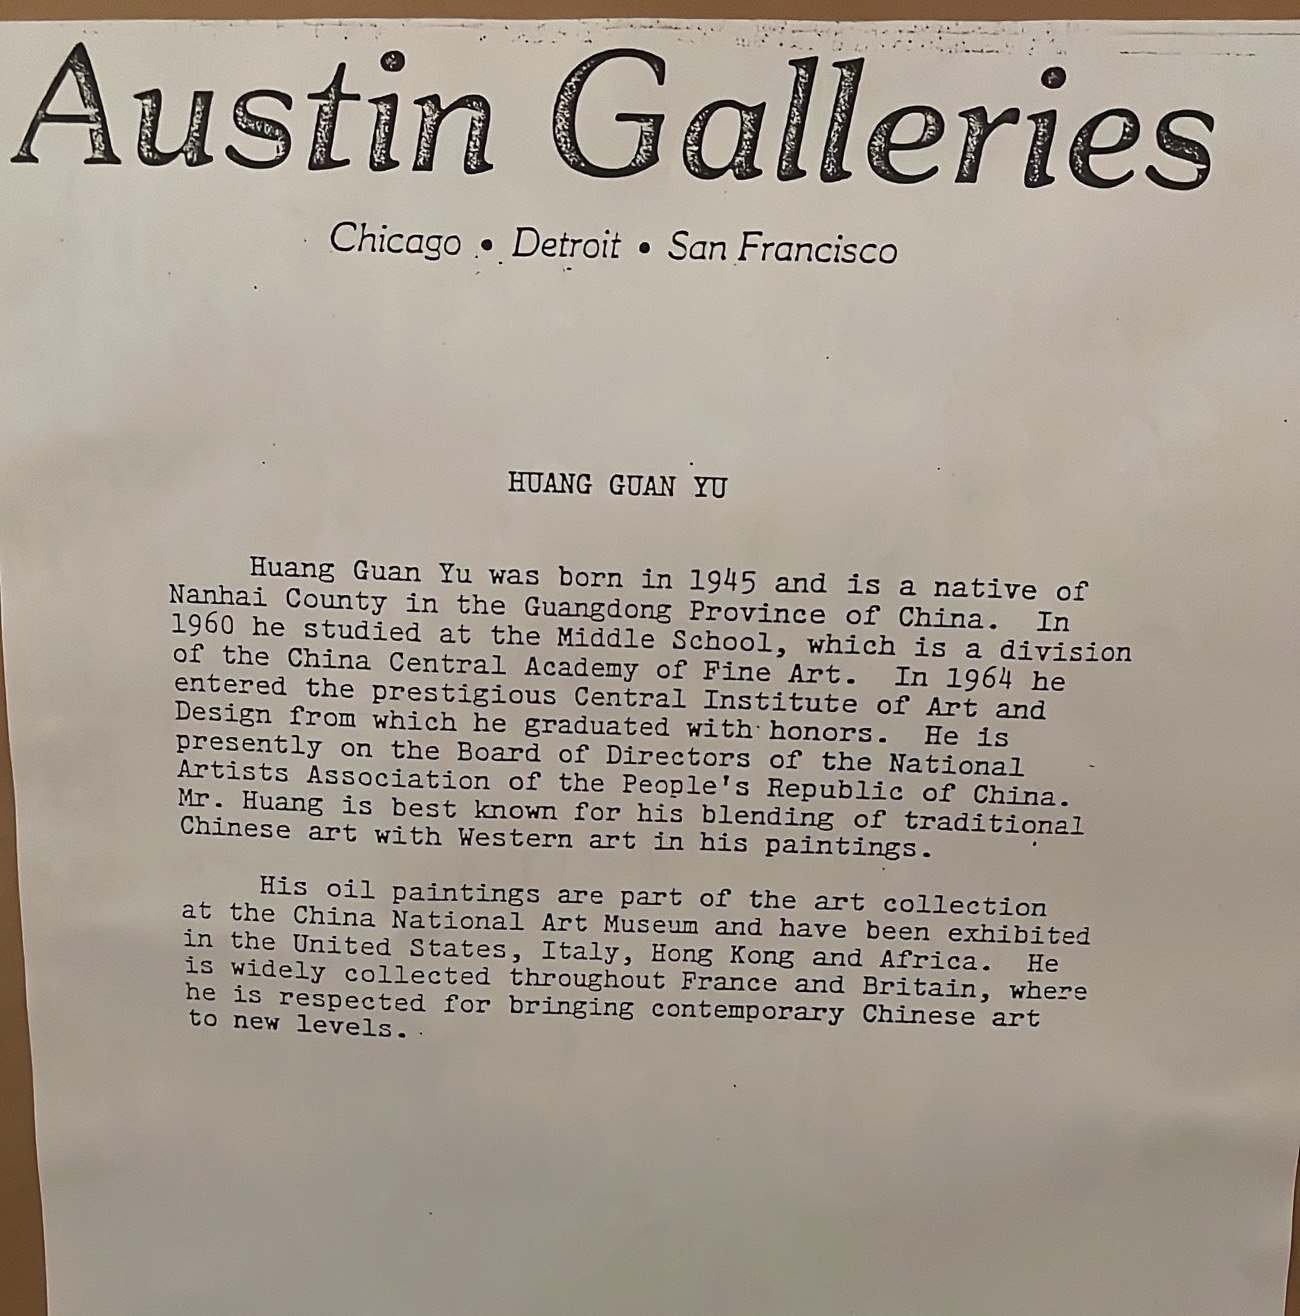 Austin Galleries
Chicago • Detroit • San Francisco
HUANG GUAN YU
Huang Guan Yu was born in 1945 and is a native of
Nanhai County in the Guangdong Province of China. In
1960 he studied at the Middle School, which is a division
of the China Central Academy of Fine Art. In 1964 he
entered the prestigious Central Institute of Art and
Design from which he graduated with honors. He is
presently on the Board of Directors of the National
Artists Association of the People's Republic of China.
Mr. Huang is best known for his blending of traditional
Chinese art with Western art in his paintings.
His oil paintings are part of the art collection
at the China National Art Museum and have been exhibited
in the United States, Italy, Hong Kong and Africa. He
is widely collected throughout France and Britain, where
he is respected for bringing contemporary Chinese art
to new levels.